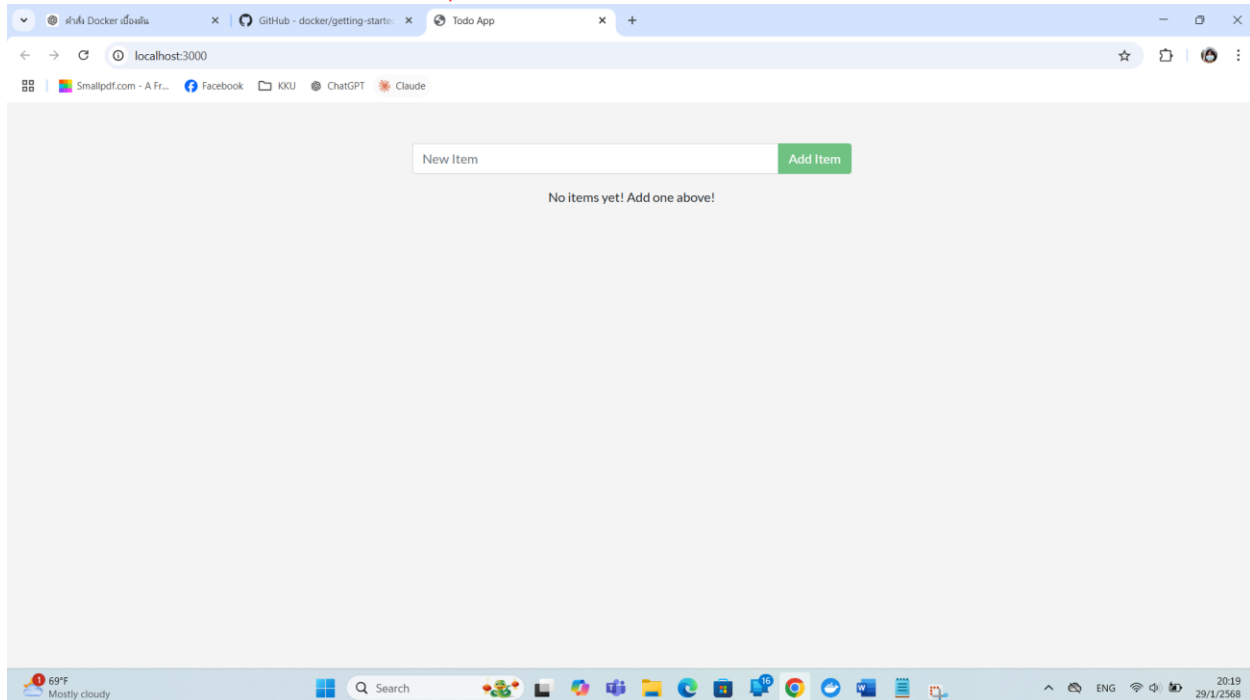 คำสั่ง Docker เบื้องต้น
GitHub - docker/getting-starte
Todo App
localhost:3000
Smallpdf.com - A Fr...
Facebook
KKU
ChatGPT
Claude
New Item
Add Item
No items yet! Add one above!
1
69°F
Mostly cloudy
Search
16
ENG
20:19
29/1/2568